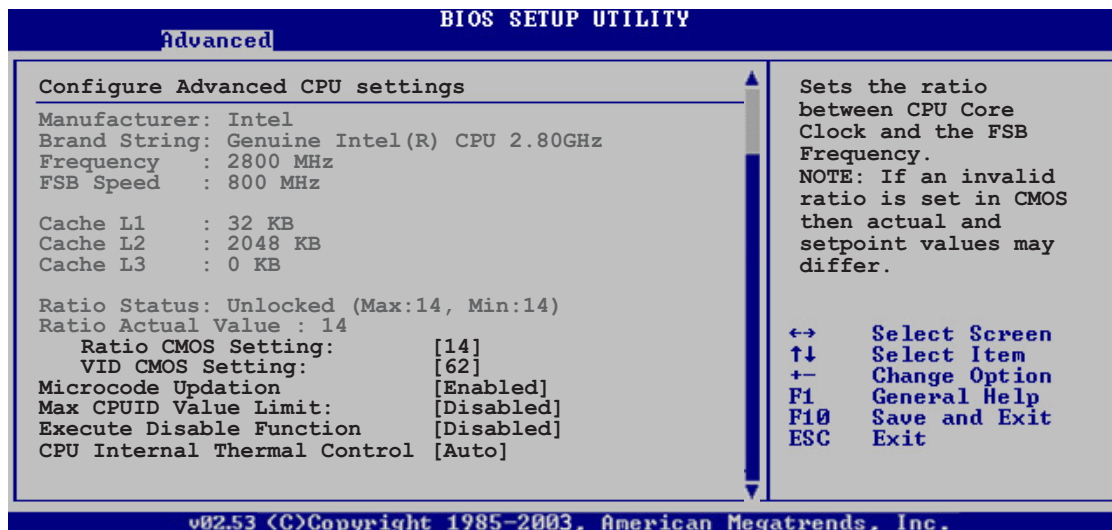 BIOS SETUP UTILITY
Advanced
Configure Advanced CPU settings
Manufacturer: Intel
Brand String: Genuine Intel(R) CPU 2.80GHz
Frequency : 2800 MHz
FSB Speed : 800 MHz
Cache L1 : 32 KB
Cache L2 : 2048 KB
Cache L3 : 0 KB
Ratio Status: Unlocked (Max:14, Min:14)
Ratio Actual Value : 14
Ratio CMOS Setting: [14]
VID CMOS Setting: [62]
Microcode Updation [Enabled]
Max CPUID Value Limit: [Disabled]
Execute Disable Function [Disabled]
CPU Internal Thermal Control [Auto]
Sets the ratio
between CPU Core
Clock and the FSB
Frequency.
NOTE: If an invalid
ratio is set in CMOS
then actual and
setpoint values may
differ.
←→ Select Screen
↑↓ Select Item
+- Change Option
F1 General Help
F10 Save and Exit
ESC Exit
v02.53 (C)Copyright 1985-2003, American Megatrends, Inc.